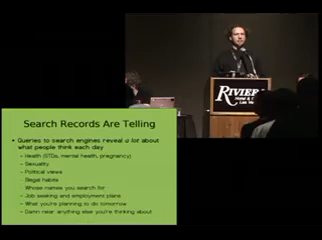 RIVIERA
Search Records Are Telling
• Queries to search engines reveal a lot about
what people think each day
– Health (STDs, mental health, pregnancy)
– Sexuality
– Political views
– Illegal habits
– Whose names you search for
– Job seeking and employment plans
– What you're planning to do tomorrow
– Damn near anything else you're thinking about